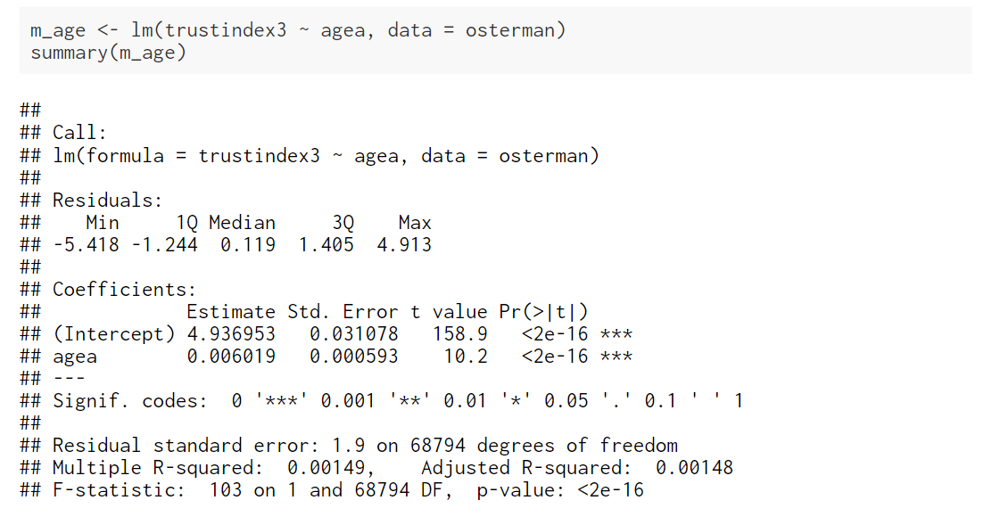 m_age <- lm(trustindex3 ~ agea, data = osterman)
summary(m_age)
##
## Call:
## lm(formula = trustindex3 ~ agea, data = osterman)
##
## Residuals:
##    Min     1Q Median     3Q    Max
## -5.418 -1.244  0.119  1.405  4.913
##
## Coefficients:
##             Estimate Std. Error t value Pr(>|t|)
## (Intercept) 4.936953   0.031078   158.9   <2e-16 ***
## agea        0.006019   0.000593    10.2   <2e-16 ***
## ---
## Signif. codes:  0 '***' 0.001 '**' 0.01 '*' 0.05 '.' 0.1 ' ' 1
##
## Residual standard error: 1.9 on 68794 degrees of freedom
## Multiple R-squared:  0.00149,    Adjusted R-squared:  0.00148
## F-statistic:  103 on 1 and 68794 DF,  p-value: <2e-16